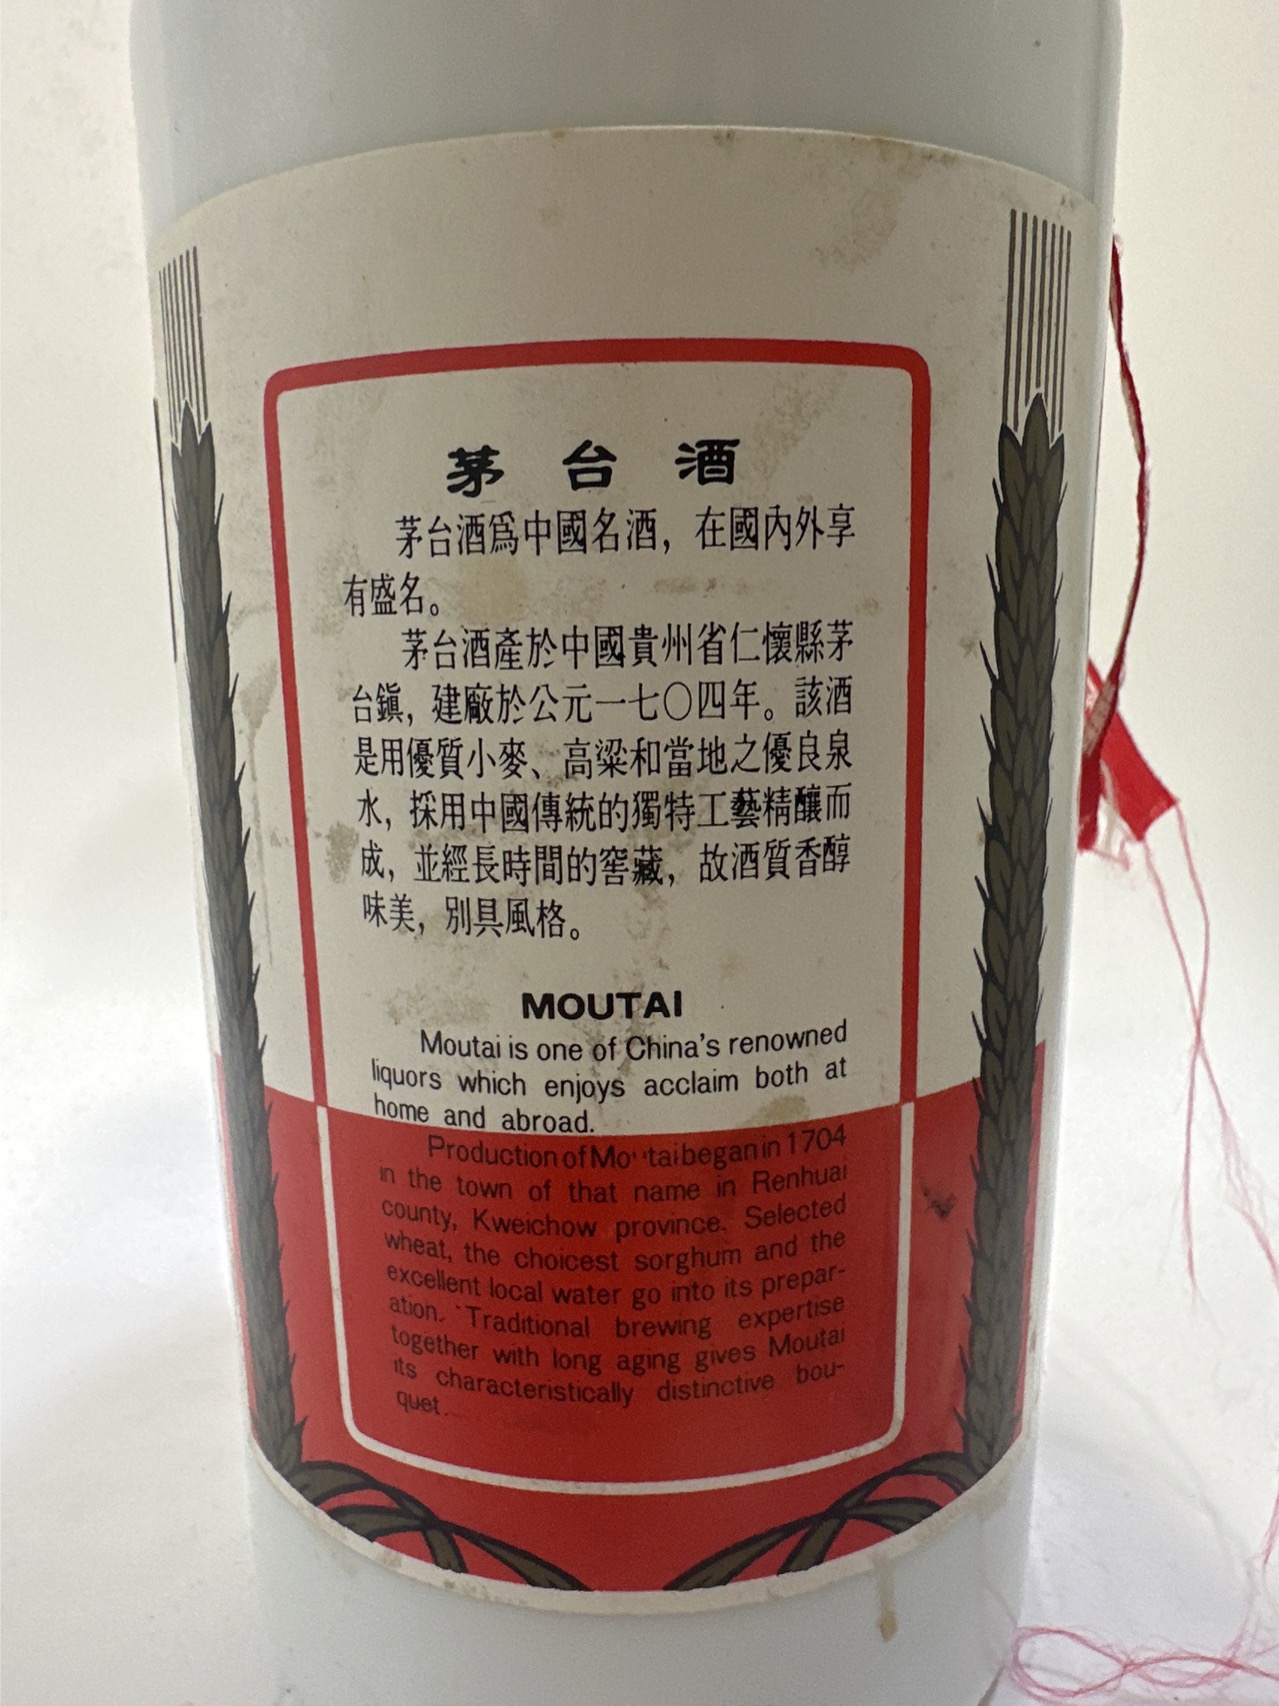 茅台酒
茅台酒爲中國名酒，在國內外享
有盛名。
茅台酒產於中國貴州省仁懷縣茅
台鎮，建廠於公元一七〇四年。該酒
是用優質小麥、高粱和當地之優良泉
水，採用中國傳統的獨特工藝精釀而
成，並經長時間的窖藏，故酒質香醇
味美，別具風格。
MOUTAI
Moutai is one of China's renowned
liquors which enjoys acclaim both at
home and abroad.
Production of Moutai began in 1704
in the town of that name in Renhuai
county, Kweichow province. Selected
wheat, the choicest sorghum and the
excellent local water go into its prepar-
ation. Traditional brewing expertise
together with long aging gives Moutai
its characteristically distinctive bou-
quet.